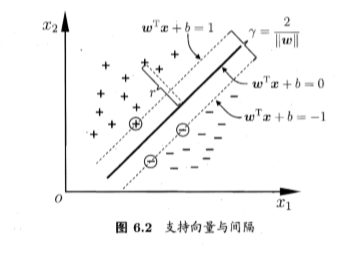 x₂
wᵀx + b = 1
γ = 2/‖w‖
r
wᵀx + b = 0
wᵀx + b = −1
O
x₁
图 6.2 支持向量与间隔